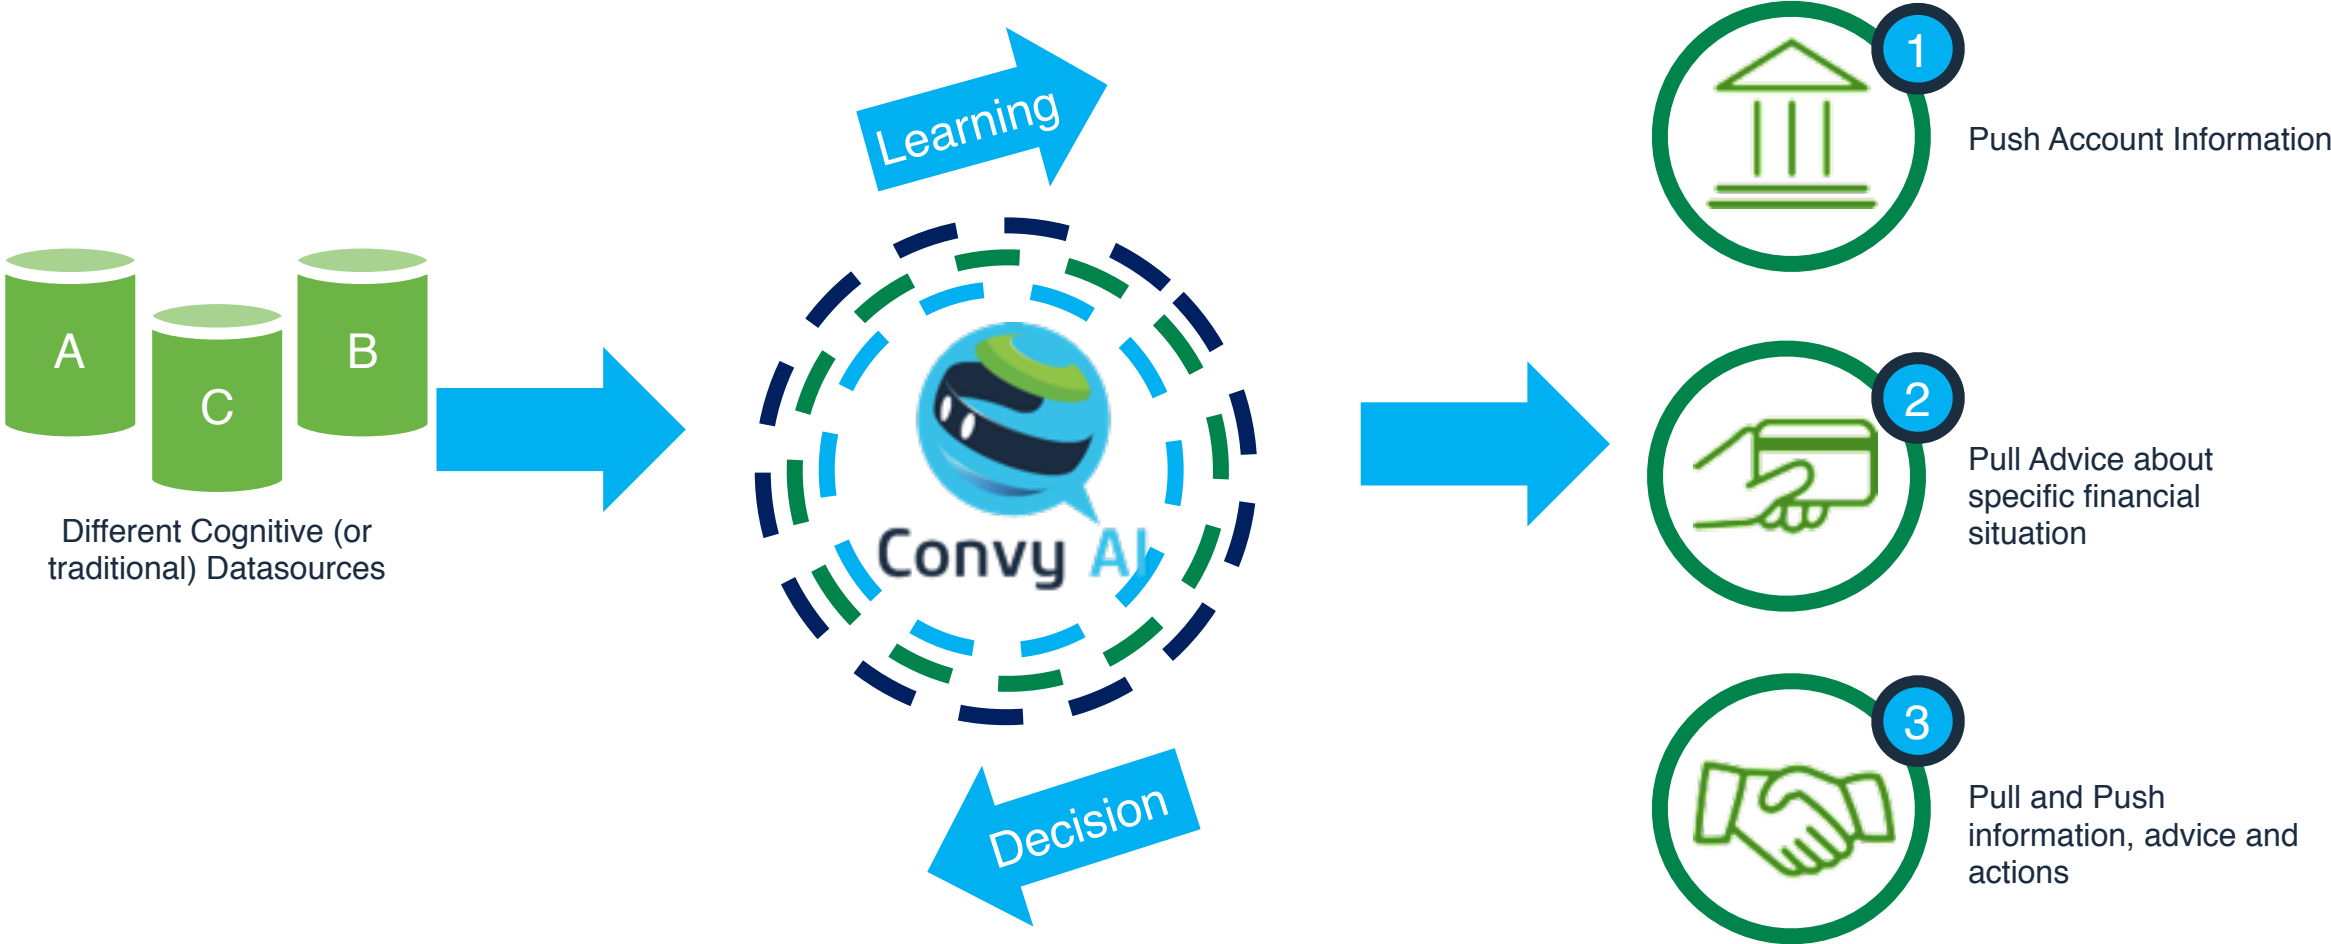 A
B
C
Different Cognitive (or
traditional) Datasources
Learning
Convy AI
Decision
1
Push Account Information
2
Pull Advice about
specific financial
situation
3
Pull and Push
information, advice and
actions